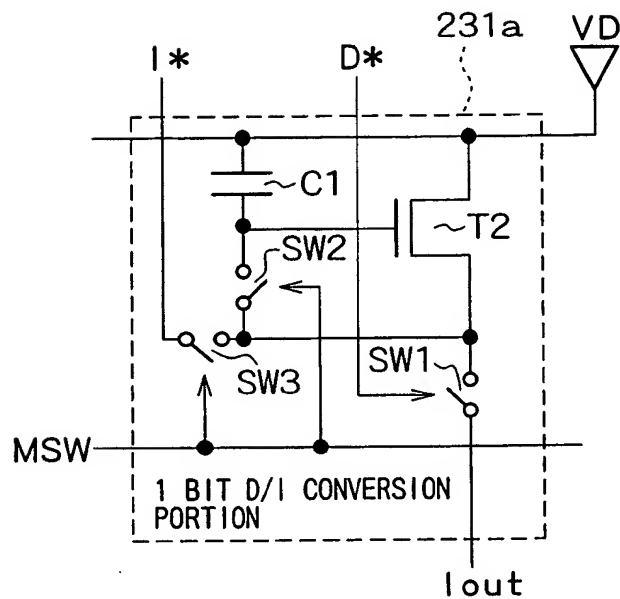 231a
VD
I*
D*
C1
T2
SW2
SW1
SW3
MSW
1 BIT D/I CONVERSION
PORTION
Iout